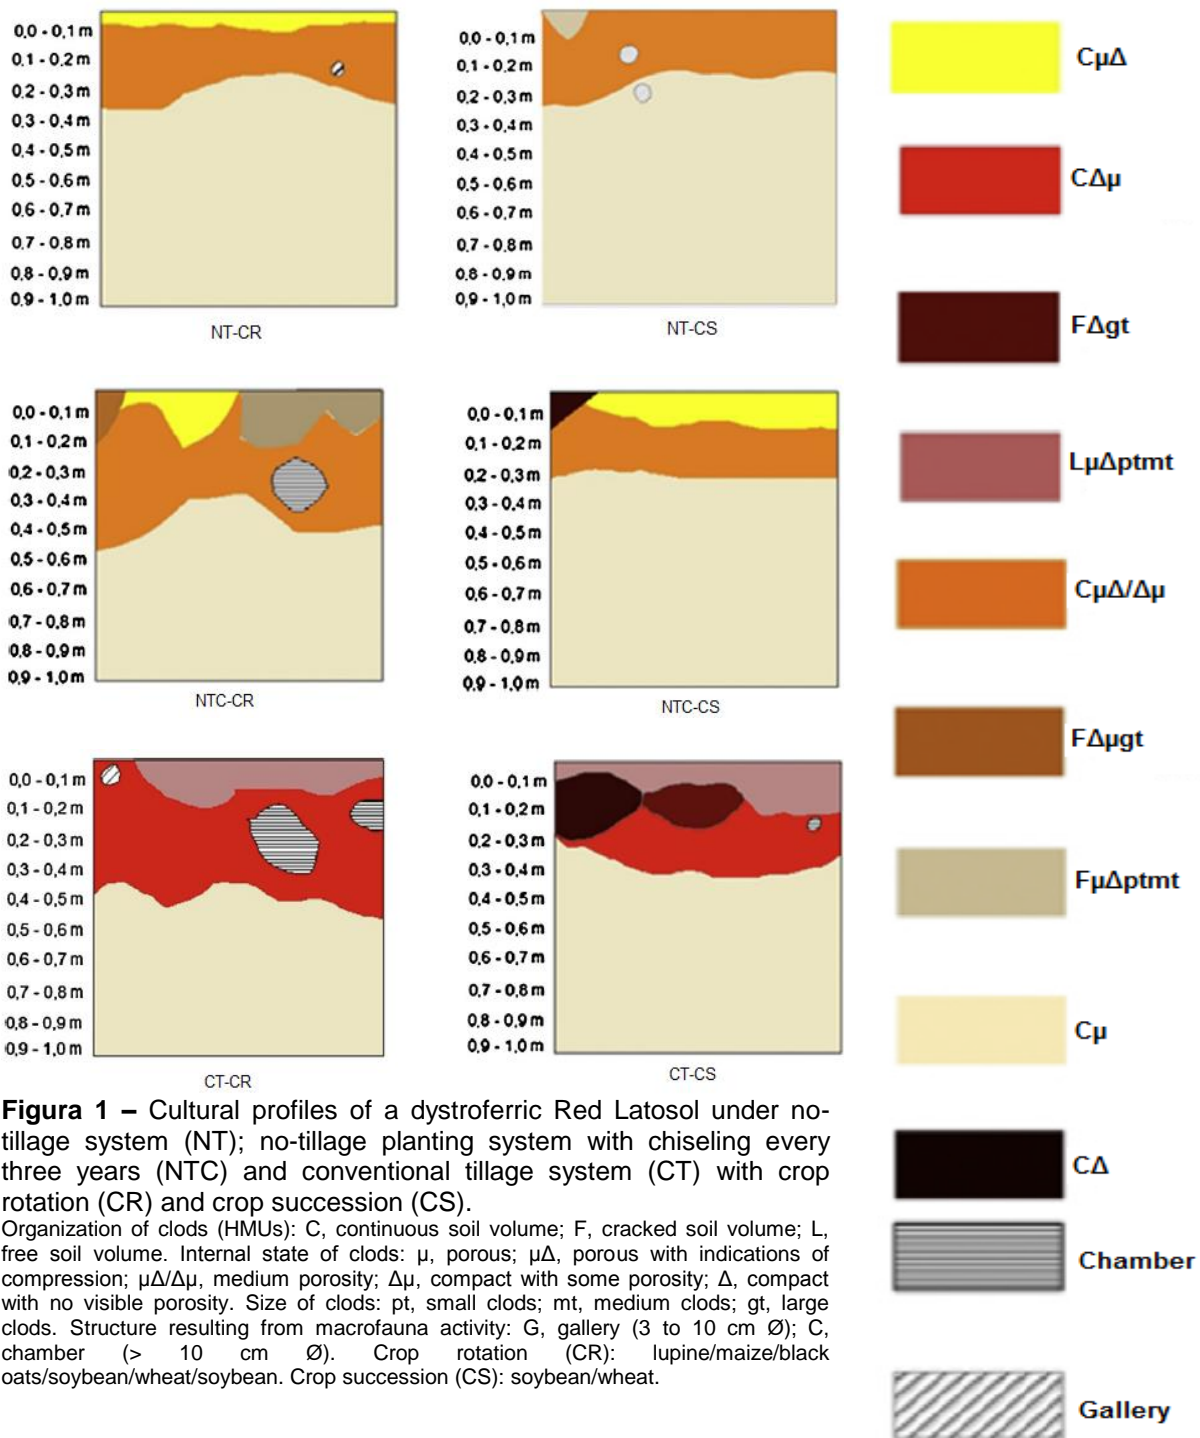 0,0 - 0,1 m
0,1 - 0,2 m
0,2 - 0,3 m
0,3 - 0,4 m
0,4 - 0,5 m
0,5 - 0,6 m
0,6 - 0,7 m
0,7 - 0,8 m
0,8 - 0,9 m
0,9 - 1,0 m
NT-CR
0,0 - 0,1 m
0,1 - 0,2 m
0,2 - 0,3 m
0,3 - 0,4 m
0,4 - 0,5 m
0,5 - 0,6 m
0,6 - 0,7 m
0,7 - 0,8 m
0,8 - 0,9 m
0,9 - 1,0 m
NT-CS
0,0 - 0,1 m
0,1 - 0,2 m
0,2 - 0,3 m
0,3 - 0,4 m
0,4 - 0,5 m
0,5 - 0,6 m
0,6 - 0,7 m
0,7 - 0,8 m
0,8 - 0,9 m
0,9 - 1,0 m
NTC-CR
0,0 - 0,1 m
0,1 - 0,2 m
0,2 - 0,3 m
0,3 - 0,4 m
0,4 - 0,5 m
0,5 - 0,6 m
0,6 - 0,7 m
0,7 - 0,8 m
0,8 - 0,9 m
0,9 - 1,0 m
NTC-CS
0,0 - 0,1 m
0,1 - 0,2 m
0,2 - 0,3 m
0,3 - 0,4 m
0,4 - 0,5 m
0,5 - 0,6 m
0,6 - 0,7 m
0,7 - 0,8 m
0,8 - 0,9 m
0,9 - 1,0 m
CT-CR
0,0 - 0,1 m
0,1 - 0,2 m
0,2 - 0,3 m
0,3 - 0,4 m
0,4 - 0,5 m
0,5 - 0,6 m
0,6 - 0,7 m
0,7 - 0,8 m
0,8 - 0,9 m
0,9 - 1,0 m
CT-CS
CµΔ
CΔµ
FΔgt
LµΔptmt
CµΔ/Δµ
FΔµgt
FµΔptmt
Cµ
CΔ
Chamber
Gallery
Figura 1 – Cultural profiles of a dystroferric Red Latosol under no-
tillage system (NT); no-tillage planting system with chiseling every
three years (NTC) and conventional tillage system (CT) with crop
rotation (CR) and crop succession (CS).
Organization of clods (HMUs): C, continuous soil volume; F, cracked soil volume; L,
free soil volume. Internal state of clods: µ, porous; µΔ, porous with indications of
compression; µΔ/Δµ, medium porosity; Δµ, compact with some porosity; Δ, compact
with no visible porosity. Size of clods: pt, small clods; mt, medium clods; gt, large
clods. Structure resulting from macrofauna activity: G, gallery (3 to 10 cm Ø); C,
chamber (> 10 cm Ø). Crop rotation (CR): lupine/maize/black
oats/soybean/wheat/soybean. Crop succession (CS): soybean/wheat.